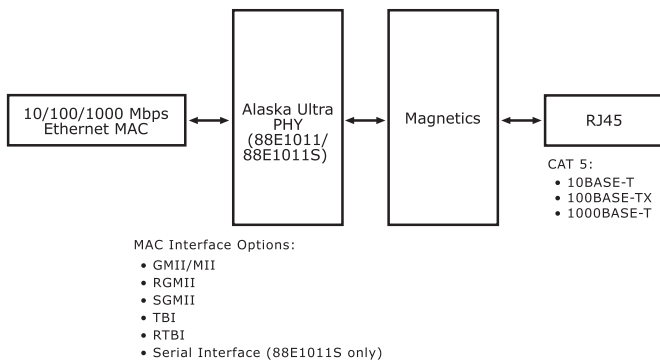 10/100/1000 Mbps
Ethernet MAC
Alaska Ultra
PHY
(88E1011/
88E1011S)
Magnetics
RJ45
CAT 5:
• 10BASE-T
• 100BASE-TX
• 1000BASE-T
MAC Interface Options:
• GMII/MII
• RGMII
• SGMII
• TBI
• RTBI
• Serial Interface (88E1011S only)